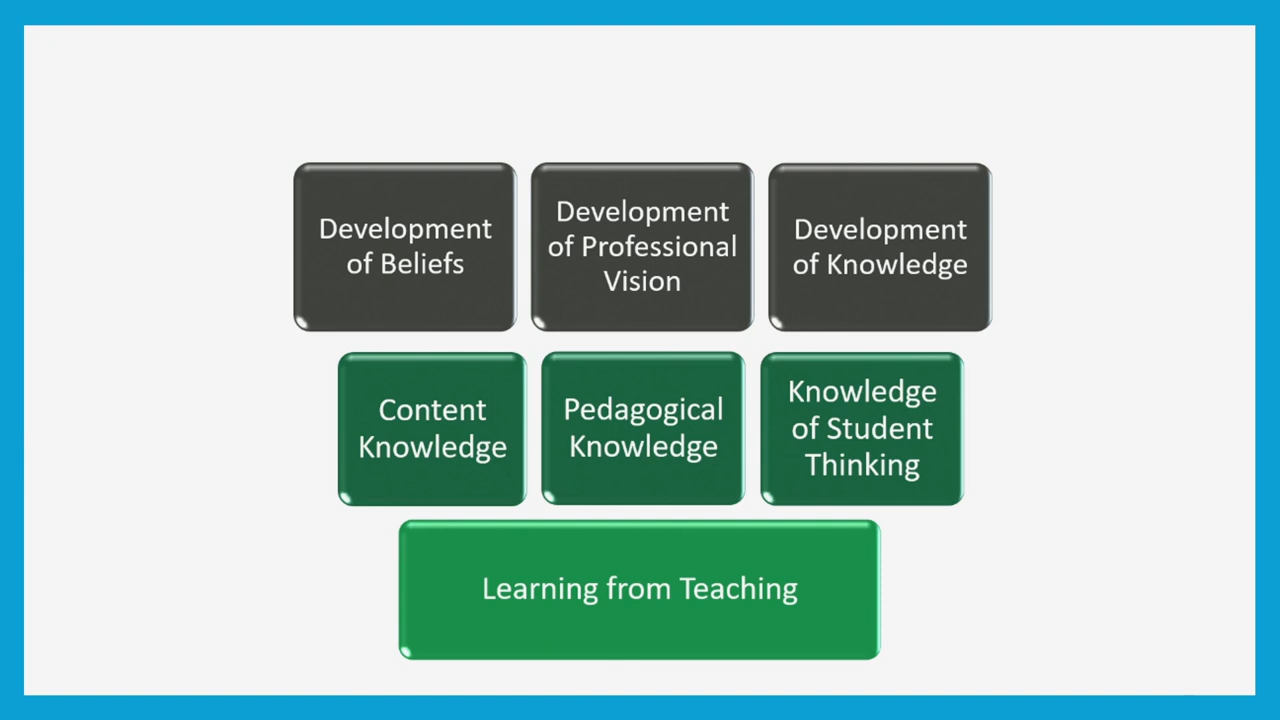 Development
of Beliefs
Development
of Professional
Vision
Development
of Knowledge
Content
Knowledge
Pedagogical
Knowledge
Knowledge
of Student
Thinking
Learning from Teaching